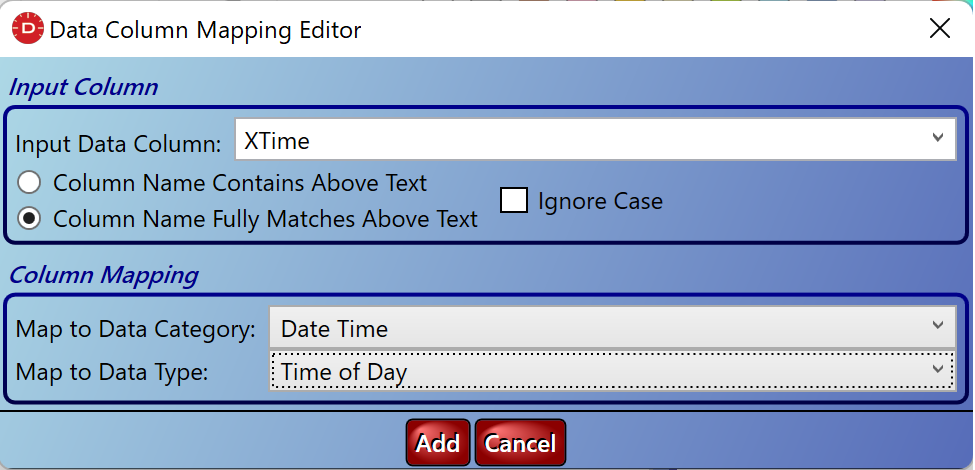 D Data Column Mapping Editor
Input Column
Input Data Column: XTime
Column Name Contains Above Text
Ignore Case
Column Name Fully Matches Above Text
Column Mapping
Map to Data Category: Date Time
Map to Data Type: Time of Day
Add Cancel